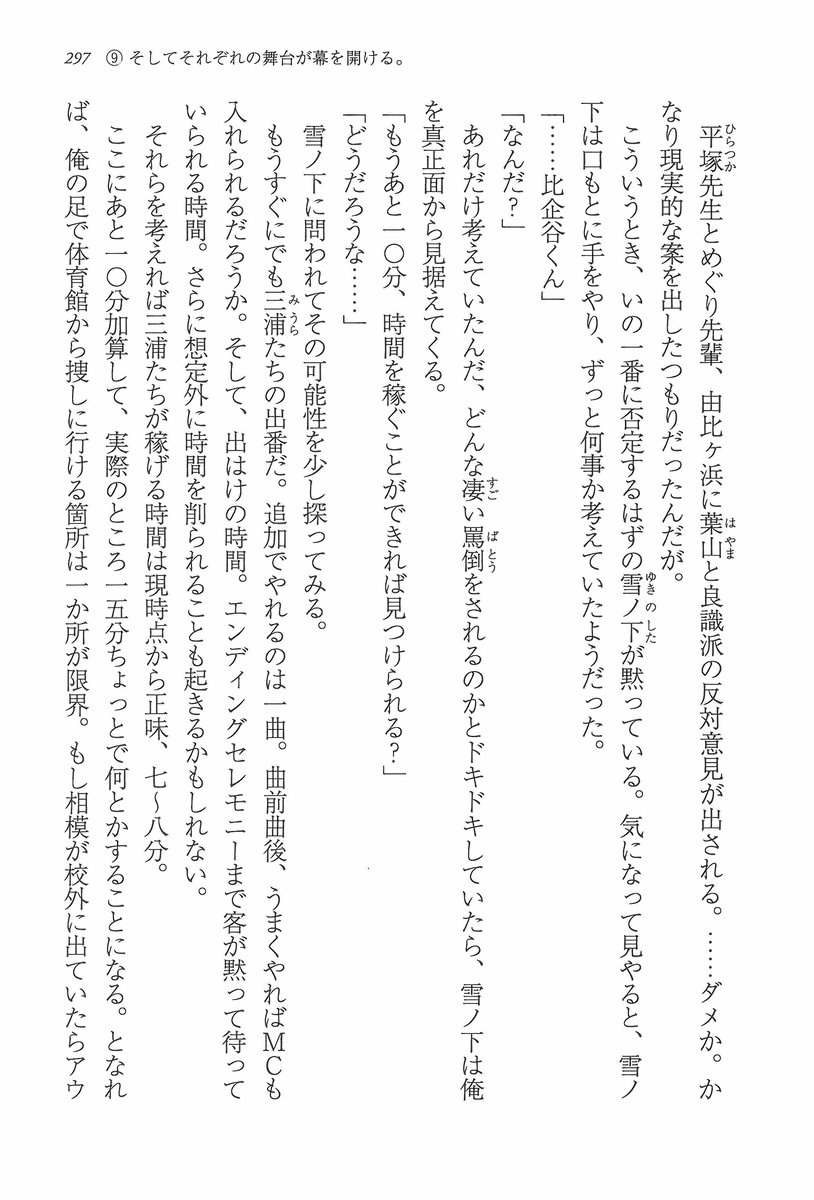 297　⑨ そしてそれぞれの舞台が幕を開ける。
平塚先生とめぐり先輩、由比ヶ浜に葉山と良識派の反対意見が出される。……ダメか。か
なり現実的な案を出したつもりだったんだが。
こういうとき、いの一番に否定するはずの雪ノ下が黙っている。気になって見やると、雪ノ
下は口もとに手をやり、ずっと何事か考えていたようだった。
「……比企谷くん」
「なんだ？」
あれだけ考えていたんだ、どんな凄い罵倒をされるのかとドキドキしていたら、雪ノ下は俺
を真正面から見据えてくる。
「もうあと一〇分、時間を稼ぐことができれば見つけられる？」
「どうだろうな……」
雪ノ下に問われてその可能性を少し探ってみる。
もうすぐにでも三浦たちの出番だ。追加でやれるのは一曲。曲前曲後、うまくやればＭＣも
入れられるだろうか。そして、出はけの時間。エンディングセレモニーまで客が黙って待って
いられる時間。さらに想定外に時間を削られることも起きるかもしれない。
それらを考えれば三浦たちが稼げる時間は現時点から正味、七～八分。
ここにあと一〇分加算して、実際のところ一五分ちょっとで何とかすることになる。となれ
ば、俺の足で体育館から捜しに行ける箇所は一か所が限界。もし相模が校外に出ていたらアウ